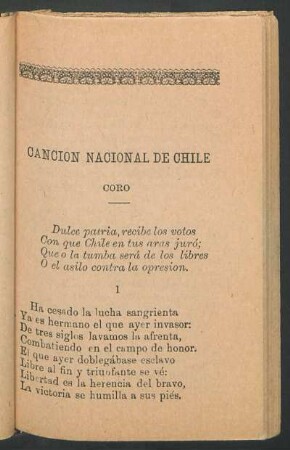 CANCION NACIONAL DE CHILE
CORO
Dulce patria, recibe los votos
Con que Chile en tus aras juró;
Que o la tumba será de los libres
O el asilo contra la opresion.
1
Ha cesado la lucha sangrienta
Ya es hermano el que ayer invasor:
De tres siglos lavamos la afrenta,
Combatiendo en el campo de honor.
El que ayer doblegábase esclavo
Libre al fin y triunfante se vé:
Libertad es la herencia del bravo,
La victoria se humilla a sus piés.